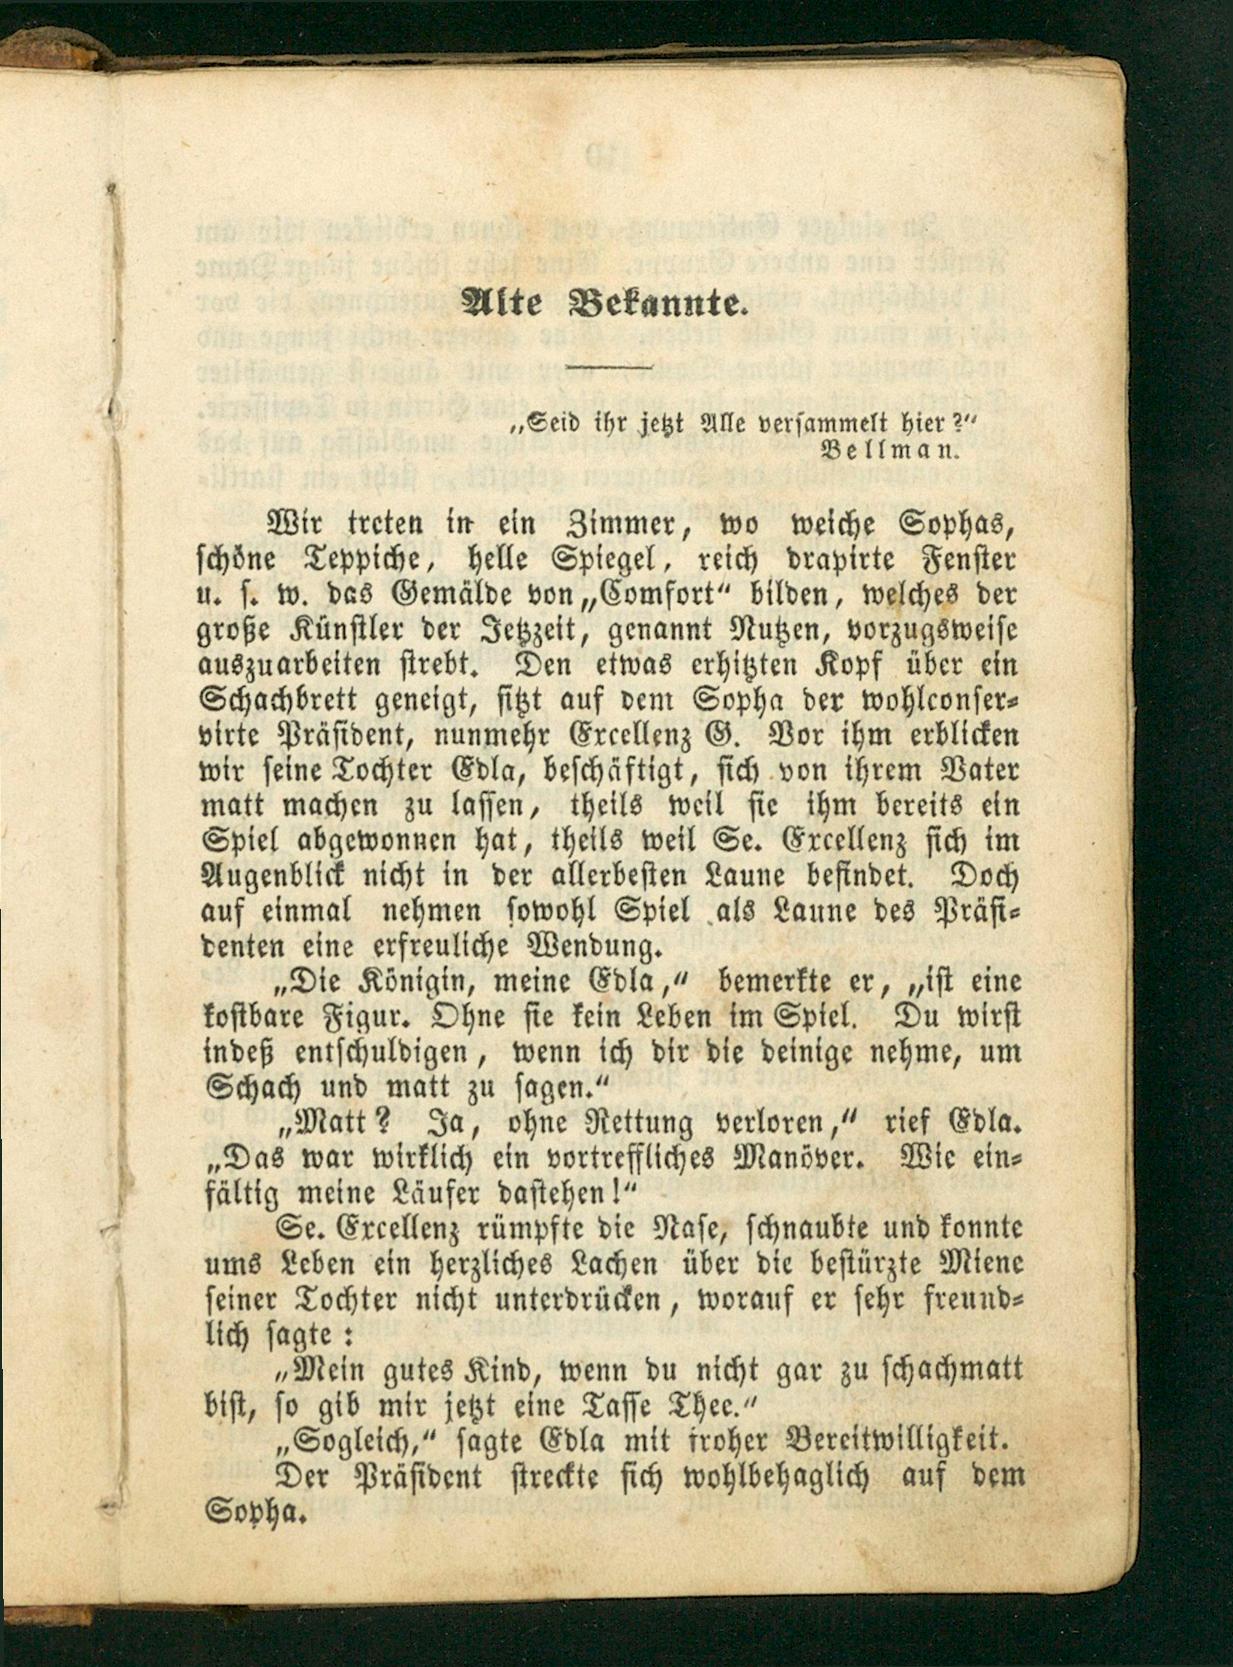 Alte Bekannte.
„Seid ihr jetzt Alle versammelt hier?“
Bellman.
Wir treten in ein Zimmer, wo weiche Sophas,
schöne Teppiche, helle Spiegel, reich drapirte Fenster
u. s. w. das Gemälde von „Comfort“ bilden, welches der
große Künstler der Jetzzeit, genannt Nutzen, vorzugsweise
auszuarbeiten strebt. Den etwas erhitzten Kopf über ein
Schachbrett geneigt, sitzt auf dem Sopha der wohlconser-
virte Präsident, nunmehr Excellenz G. Vor ihm erblicken
wir seine Tochter Edla, beschäftigt, sich von ihrem Vater
matt machen zu lassen, theils weil sie ihm bereits ein
Spiel abgewonnen hat, theils weil Se. Excellenz sich im
Augenblick nicht in der allerbesten Laune befindet. Doch
auf einmal nehmen sowohl Spiel als Laune des Präsi-
denten eine erfreuliche Wendung.
„Die Königin, meine Edla,“ bemerkte er, „ist eine
kostbare Figur. Ohne sie kein Leben im Spiel. Du wirst
indeß entschuldigen, wenn ich dir die deinige nehme, um
Schach und matt zu sagen.“
„Matt? Ja, ohne Rettung verloren,“ rief Edla.
„Das war wirklich ein vortreffliches Manöver. Wie ein-
fältig meine Läufer dastehen!“
Se. Excellenz rümpfte die Nase, schnaubte und konnte
ums Leben ein herzliches Lachen über die bestürzte Miene
seiner Tochter nicht unterdrücken, worauf er sehr freund-
lich sagte:
„Mein gutes Kind, wenn du nicht gar zu schachmatt
bist, so gib mir jetzt eine Tasse Thee.“
„Sogleich,“ sagte Edla mit froher Bereitwilligkeit.
Der Präsident streckte sich wohlbehaglich auf dem
Sopha.